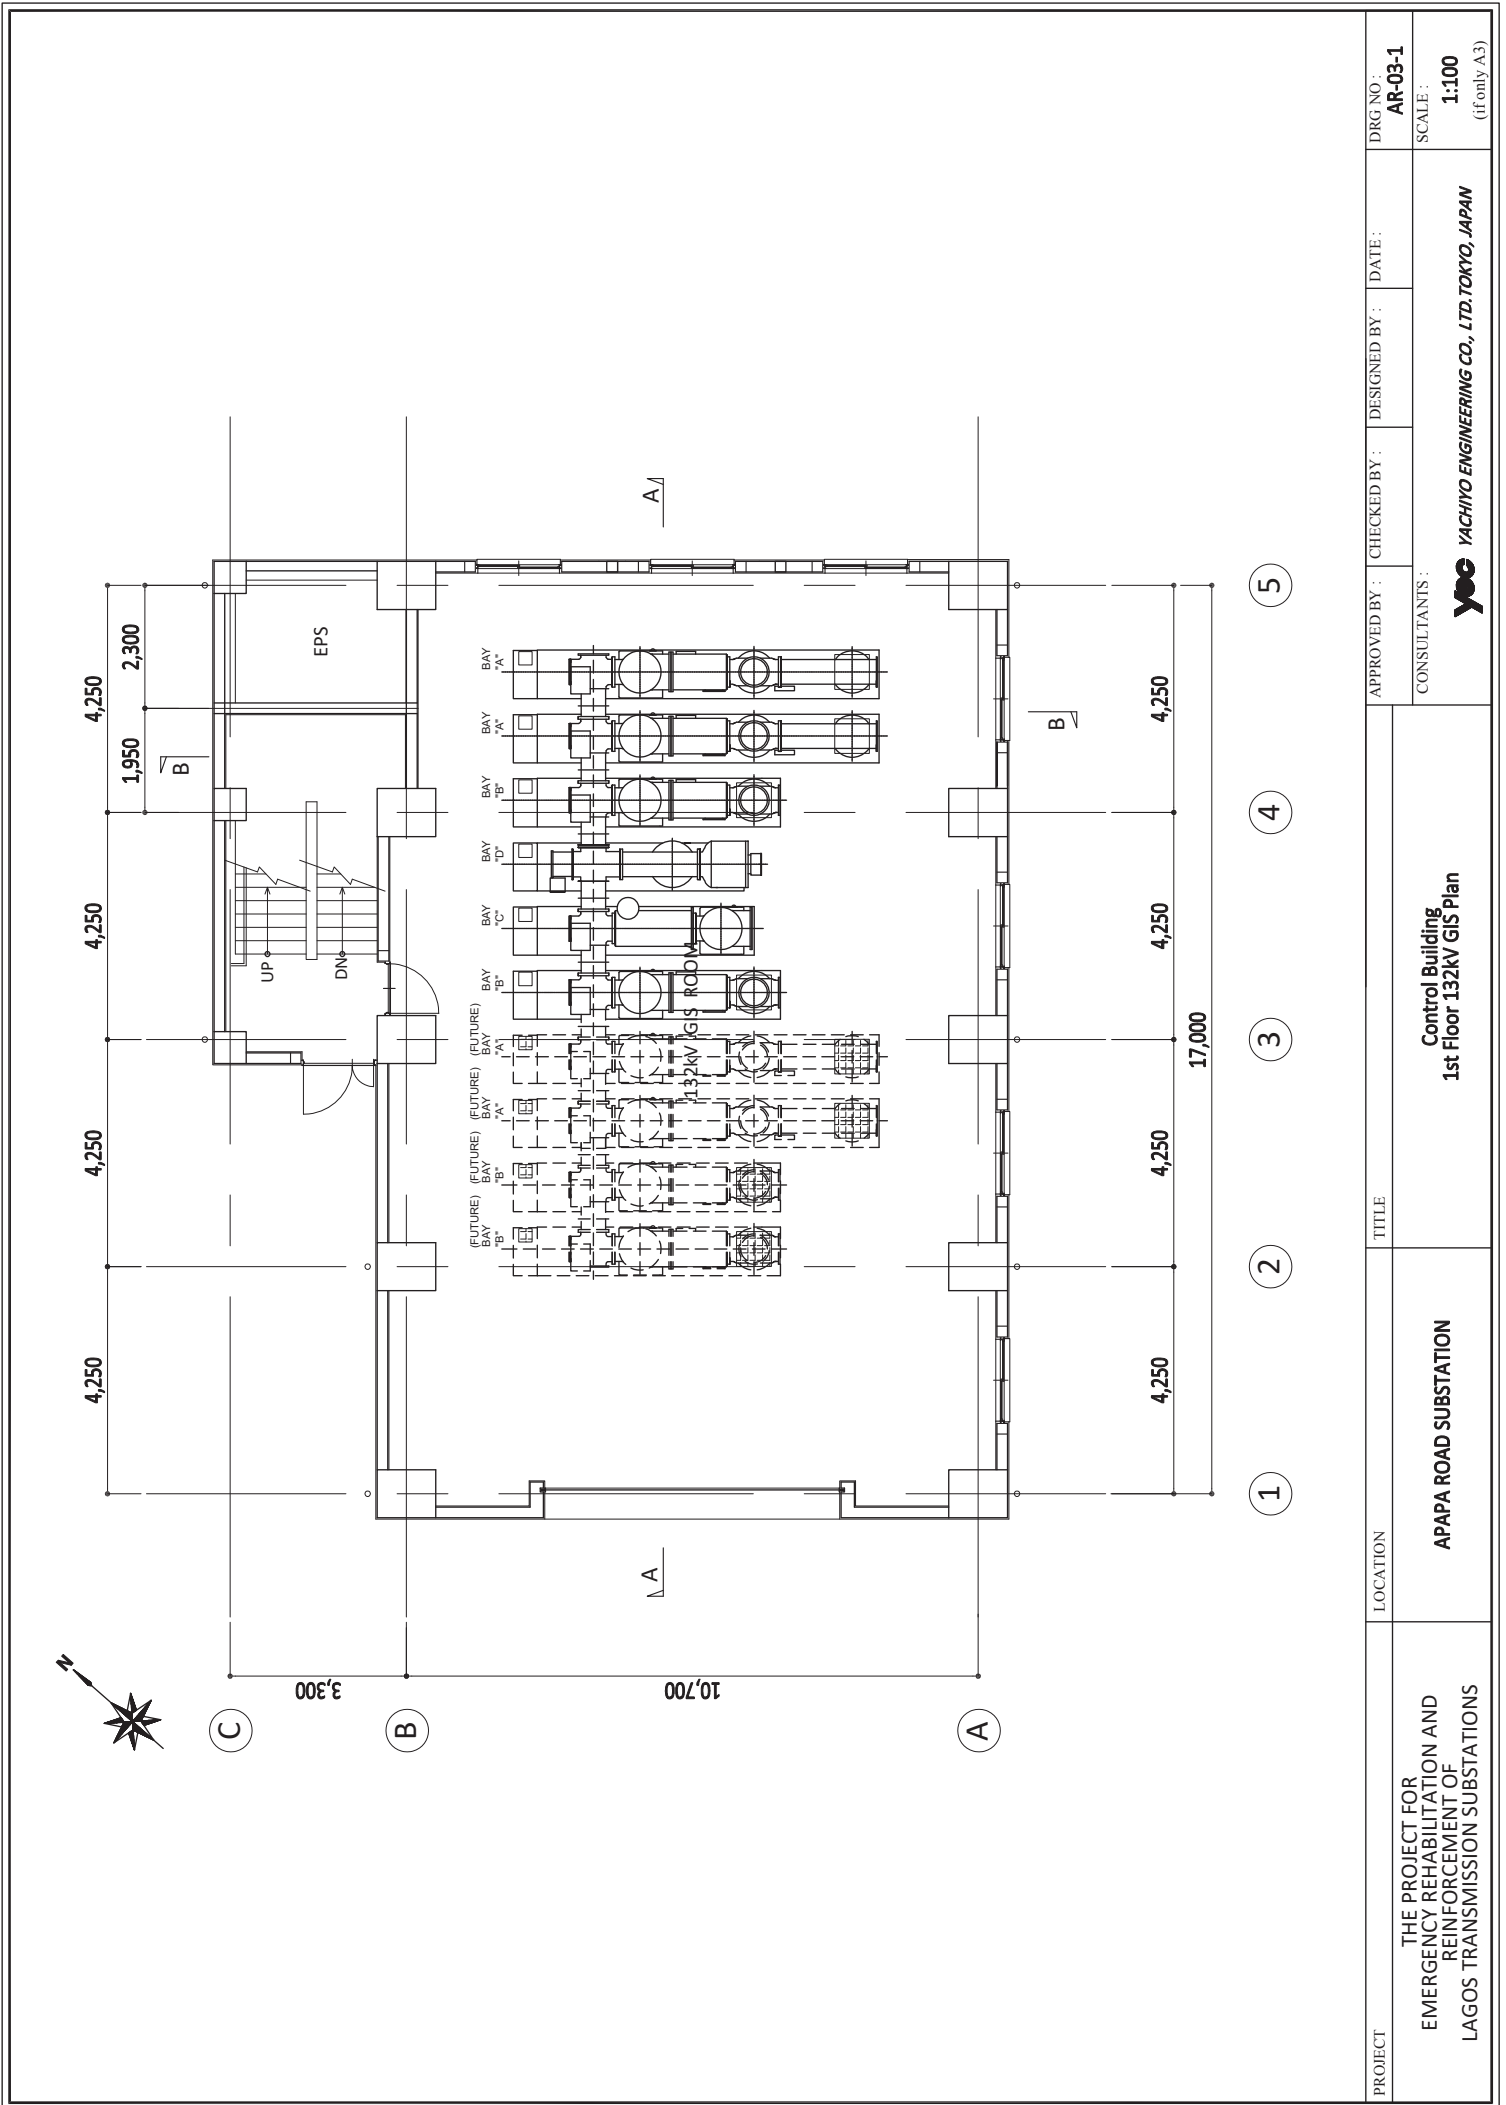 4,250
4,250
4,250
4,250
1,950
2,300
N
C
B
A
3,300
10,700
B
UP
DN
EPS
(FUTURE)
BAY
"B"
(FUTURE)
BAY
"B"
(FUTURE)
BAY
"A"
(FUTURE)
BAY
"A"
BAY
"B"
BAY
"C"
BAY
"D"
BAY
"B"
BAY
"A"
BAY
"A"
132kV GIS ROOM
A
A
B
4,250
4,250
4,250
4,250
17,000
1
2
3
4
5
PROJECT
THE PROJECT FOR
EMERGENCY REHABILITATION AND
REINFORCEMENT OF
LAGOS TRANSMISSION SUBSTATIONS
LOCATION
APAPA ROAD SUBSTATION
TITLE
Control Building
1st Floor 132kV GIS Plan
APPROVED BY :
CHECKED BY :
DESIGNED BY :
DATE :
DRG NO :
AR-03-1
CONSULTANTS :
yec YACHIYO ENGINEERING CO., LTD.TOKYO, JAPAN
SCALE :
1:100
(if only A3)